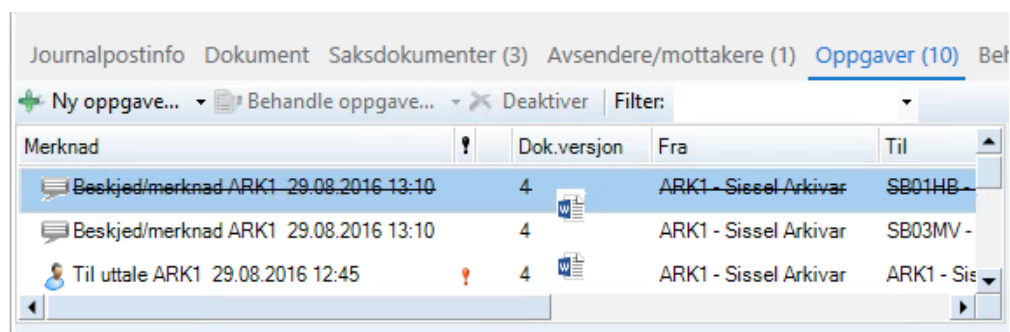 Journalpostinfo Dokument Saksdokumenter (3) Avsendere/mottakere (1) Oppgaver (10) Beh
Ny oppgave... Behandle oppgave... Deaktiver Filter:
Merknad Dok.versjon Fra Til
Beskjed/merknad ARK1 29.08.2016 13:10 4 ARK1 - Sissel Arkivar SB01HB -
Beskjed/merknad ARK1 29.08.2016 13:10 4 ARK1 - Sissel Arkivar SB03MV -
Til uttale ARK1 29.08.2016 12:45 4 ARK1 - Sissel Arkivar ARK1 - Sis